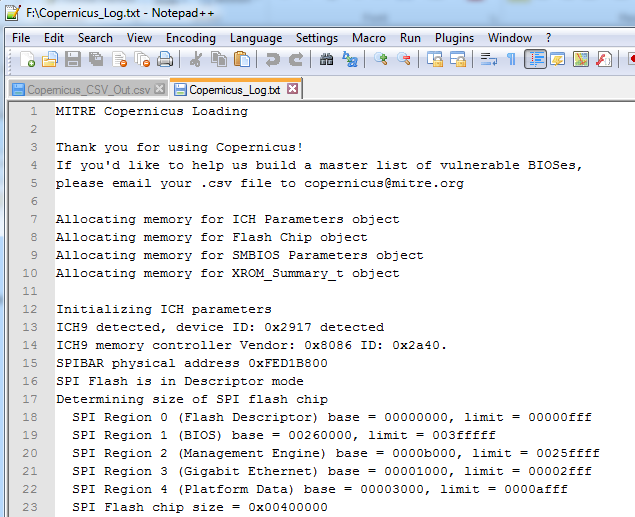 F:\Copernicus_Log.txt - Notepad++
File Edit Search View Encoding Language Settings Macro Run Plugins Window ?
Copernicus_CSV_Out.csv Copernicus_Log.txt
1 MITRE Copernicus Loading
2
3 Thank you for using Copernicus!
4 If you'd like to help us build a master list of vulnerable BIOSes,
5 please email your .csv file to copernicus@mitre.org
6
7 Allocating memory for ICH Parameters object
8 Allocating memory for Flash Chip object
9 Allocating memory for SMBIOS Parameters object
10 Allocating memory for XROM_Summary_t object
11
12 Initializing ICH parameters
13 ICH9 detected, device ID: 0x2917 detected
14 ICH9 memory controller Vendor: 0x8086 ID: 0x2a40.
15 SPIBAR physical address 0xFED1B800
16 SPI Flash is in Descriptor mode
17 Determining size of SPI flash chip
18 SPI Region 0 (Flash Descriptor) base = 00000000, limit = 00000fff
19 SPI Region 1 (BIOS) base = 00260000, limit = 003fffff
20 SPI Region 2 (Management Engine) base = 0000b000, limit = 0025ffff
21 SPI Region 3 (Gigabit Ethernet) base = 00001000, limit = 00002fff
22 SPI Region 4 (Platform Data) base = 00003000, limit = 0000afff
23 SPI Flash chip size = 0x00400000